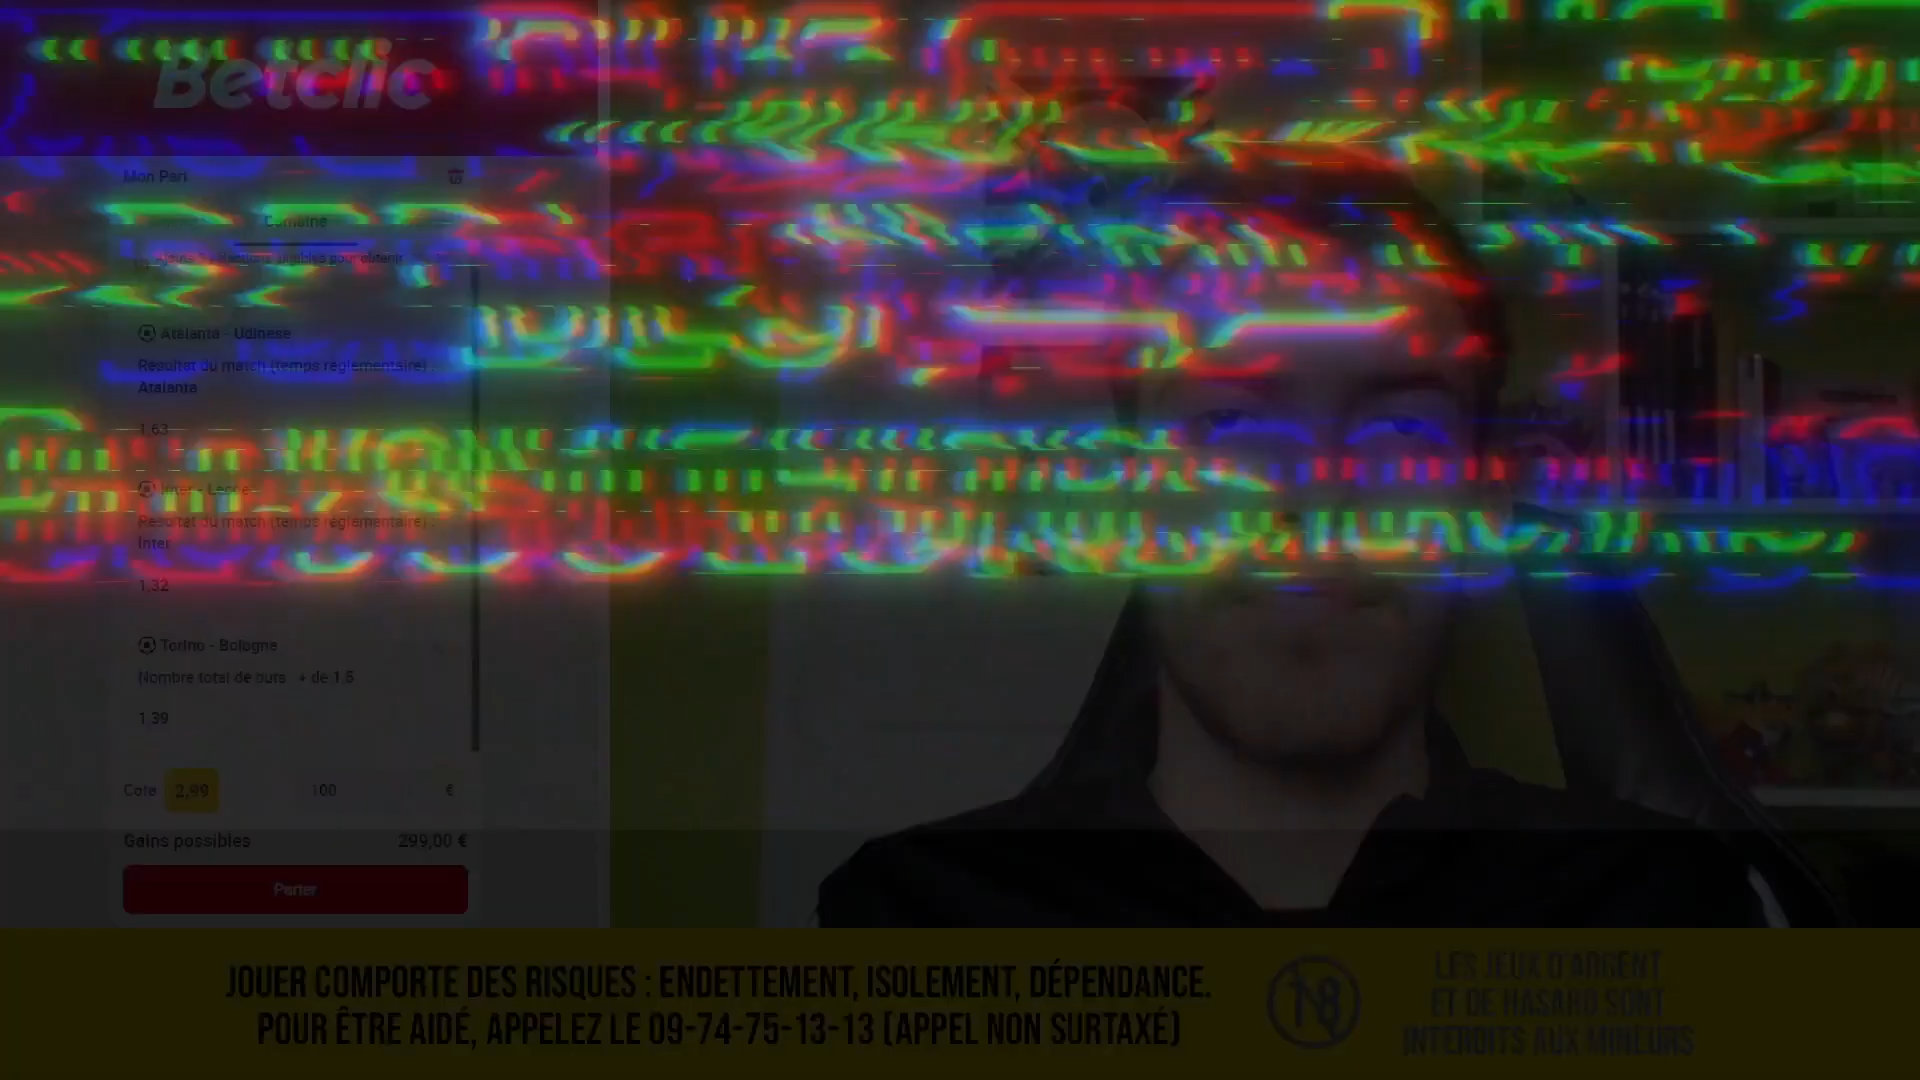 Betclic
Mon Pari
Combiné
Atalanta - Udinese
Résultat du match (temps réglementaire) :
Atalanta
1.63
Inter - Lecce
Résultat du match (temps réglementaire) :
Inter
1.32
Torino - Bologne
Nombre total de buts + de 1.5
1.39
Cote 2,99 100 €
Gains possibles 299,00 €
Parier
JOUER COMPORTE DES RISQUES : ENDETTEMENT, ISOLEMENT, DÉPENDANCE.
POUR ÊTRE AIDÉ, APPELEZ LE 09-74-75-13-13 (APPEL NON SURTAXÉ)
18
LES JEUX D'ARGENT
ET DE HASARD SONT
INTERDITS AUX MINEURS